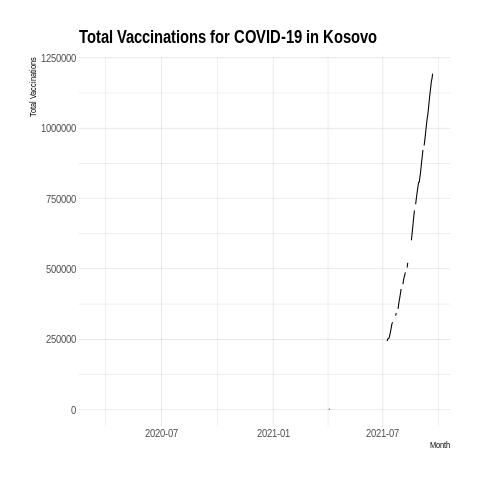 Total Vaccinations for COVID-19 in Kosovo
Total Vaccinations
1250000
1000000
750000
500000
250000
0
2020-07 2021-01 2021-07
Month